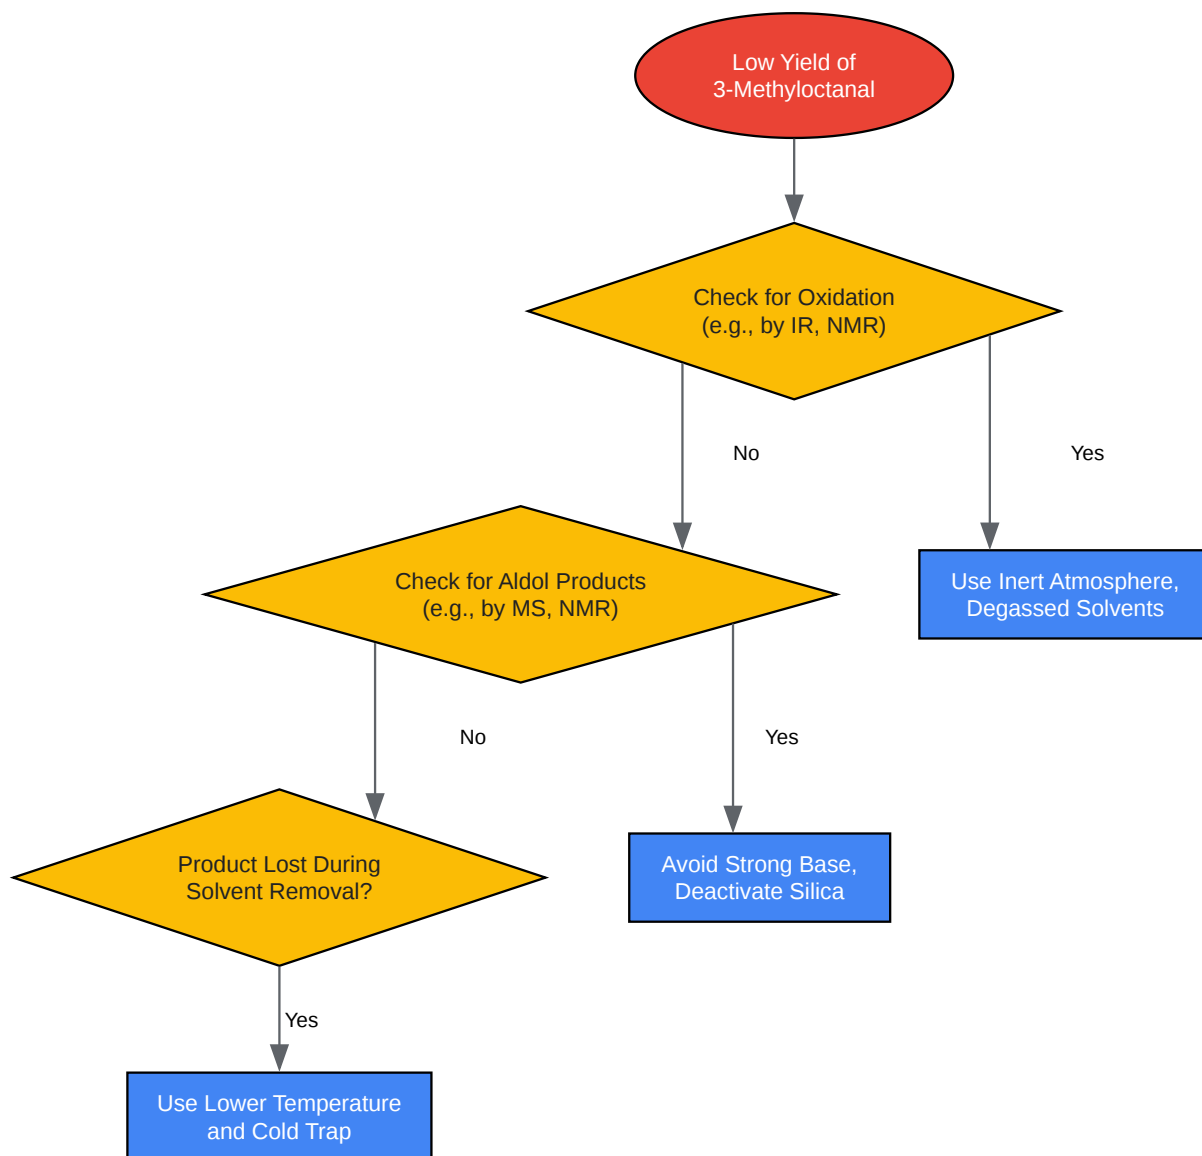 Low Yield of
3-Methyloctanal
Check for Oxidation
(e.g., by IR, NMR)
No
Yes
Check for Aldol Products
(e.g., by MS, NMR)
Use Inert Atmosphere,
Degassed Solvents
No
Yes
Product Lost During
Solvent Removal?
Avoid Strong Base,
Deactivate Silica
Yes
Use Lower Temperature
and Cold Trap